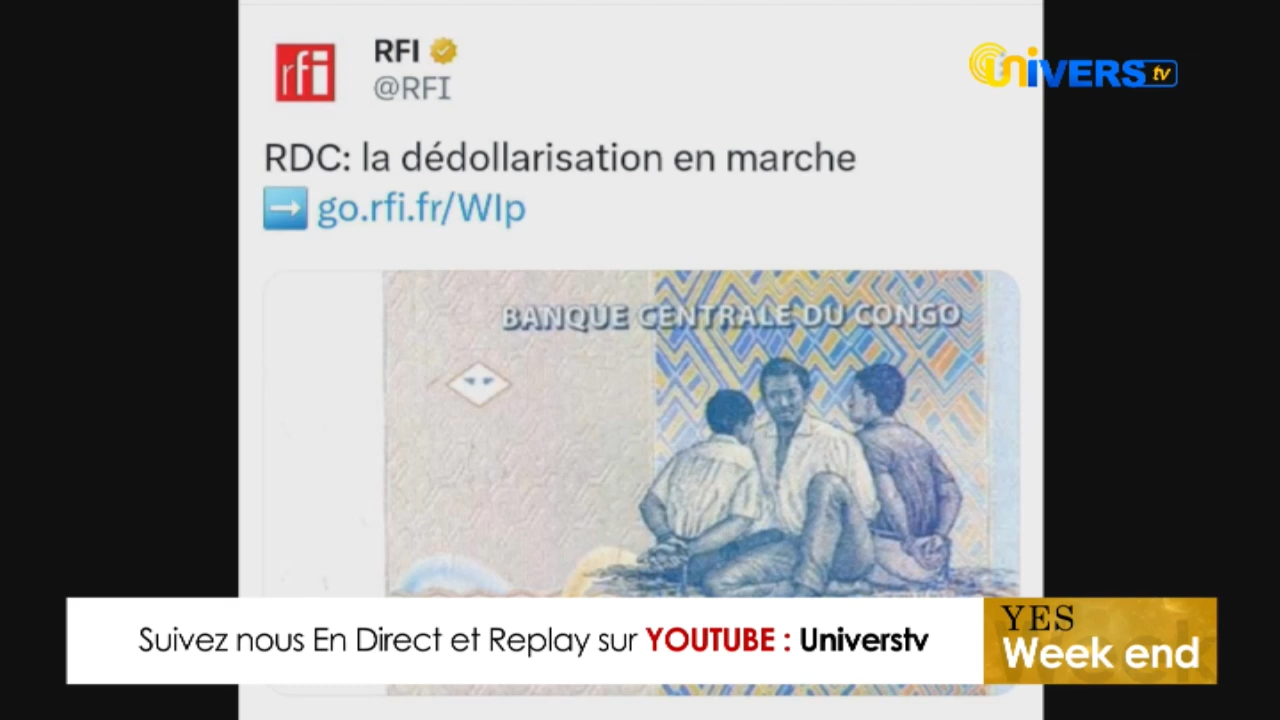 rfi
RFI
@RFI
UNiVERS tv
RDC: la dédollarisation en marche
➡ go.rfi.fr/WIp
BANQUE CENTRALE DU CONGO
Suivez nous En Direct et Replay sur YOUTUBE : Universtv
YES
Week end